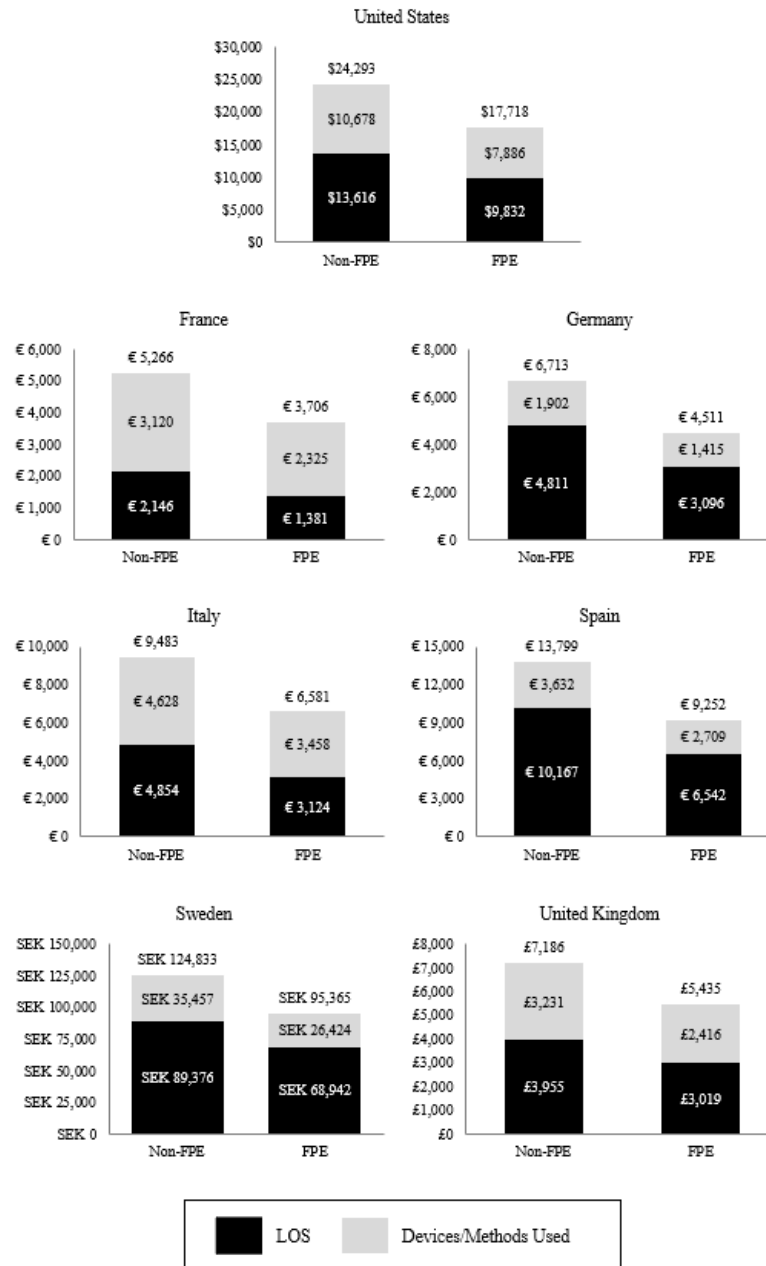 United States
$30,000
$25,000
$20,000
$15,000
$10,000
$5,000
$0
$24,293
$10,678
$13,616
$17,718
$7,886
$9,832
Non-FPE
FPE
France
€ 6,000
€ 5,000
€ 4,000
€ 3,000
€ 2,000
€ 1,000
€ 0
€ 5,266
€ 3,120
€ 2,146
€ 3,706
€ 2,325
€ 1,381
Non-FPE
FPE
Germany
€ 8,000
€ 6,000
€ 4,000
€ 2,000
€ 0
€ 6,713
€ 1,902
€ 4,811
€ 4,511
€ 1,415
€ 3,096
Non-FPE
FPE
Italy
€ 10,000
€ 8,000
€ 6,000
€ 4,000
€ 2,000
€ 0
€ 9,483
€ 4,628
€ 4,854
€ 6,581
€ 3,458
€ 3,124
Non-FPE
FPE
Spain
€ 15,000
€ 12,000
€ 9,000
€ 6,000
€ 3,000
€ 0
€ 13,799
€ 3,632
€ 10,167
€ 9,252
€ 2,709
€ 6,542
Non-FPE
FPE
Sweden
SEK 150,000
SEK 125,000
SEK 100,000
SEK 75,000
SEK 50,000
SEK 25,000
SEK 0
SEK 124,833
SEK 35,457
SEK 89,376
SEK 95,365
SEK 26,424
SEK 68,942
Non-FPE
FPE
United Kingdom
£8,000
£7,000
£6,000
£5,000
£4,000
£3,000
£2,000
£1,000
£0
£7,186
£3,231
£3,955
£5,435
£2,416
£3,019
Non-FPE
FPE
LOS
Devices/Methods Used